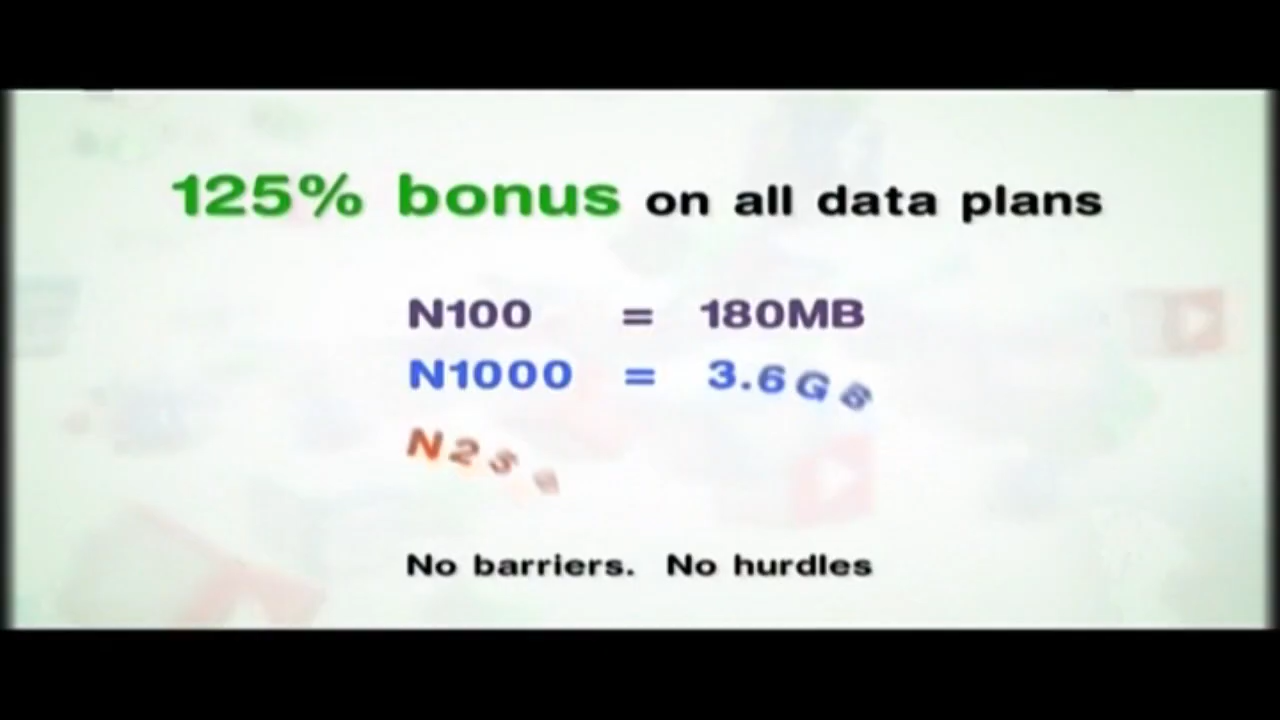 125% bonus on all data plans
N100 = 180MB
N1000 = 3.6GB
No barriers. No hurdles